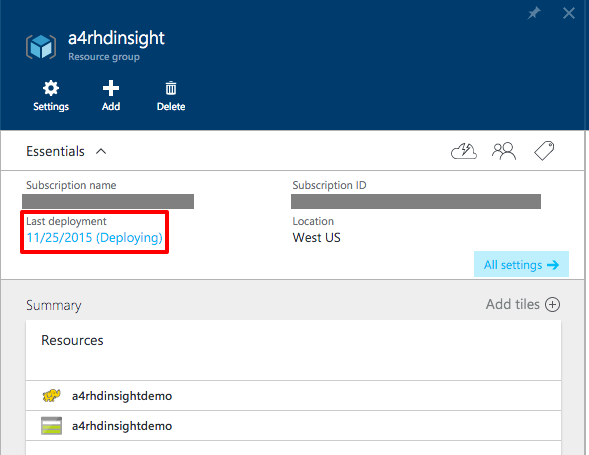 a4rhdinsight
Resource group
Settings Add Delete
Essentials
Subscription name Subscription ID
Last deployment Location
11/25/2015 (Deploying) West US
All settings
Summary Add tiles
Resources
a4rhdinsightdemo
a4rhdinsightdemo